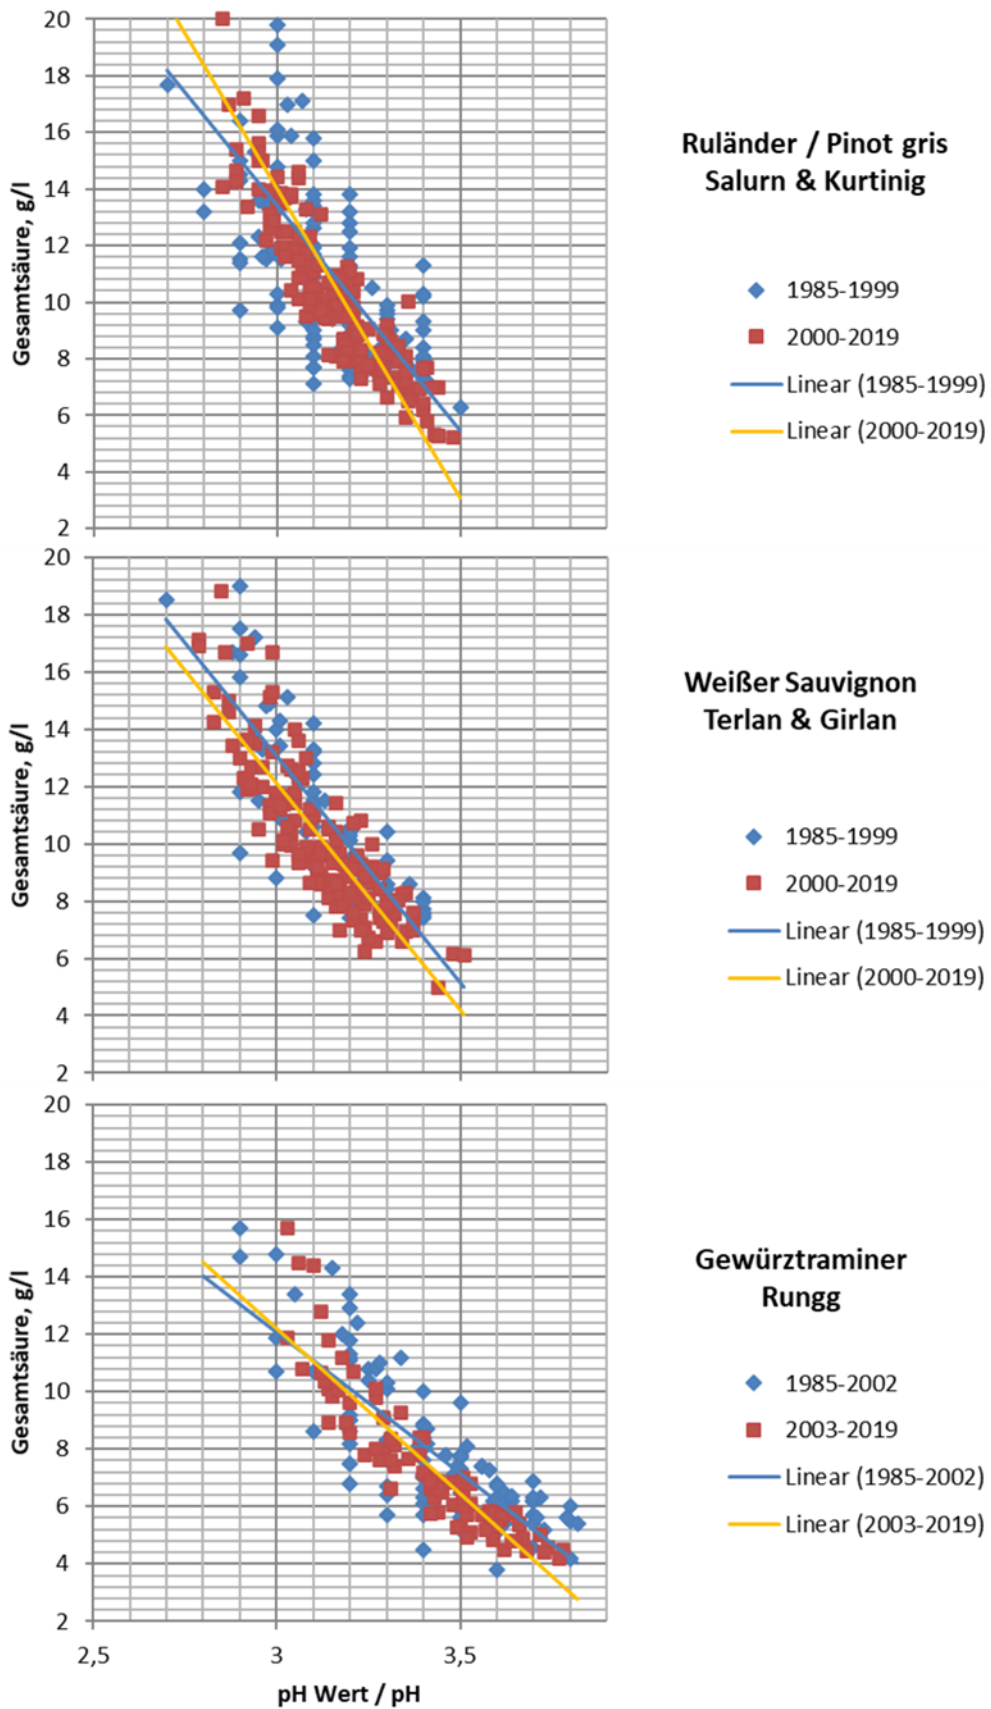 20
18
16
14
12
10
8
6
4
2
Gesamtsäure, g/l
Ruländer / Pinot gris
Salurn & Kurtinig
1985-1999
2000-2019
Linear (1985-1999)
Linear (2000-2019)
20
18
16
14
12
10
8
6
4
2
Gesamtsäure, g/l
Weißer Sauvignon
Terlan & Girlan
1985-1999
2000-2019
Linear (1985-1999)
Linear (2000-2019)
20
18
16
14
12
10
8
6
4
2
Gesamtsäure, g/l
Gewürztraminer
Rungg
1985-2002
2003-2019
Linear (1985-2002)
Linear (2003-2019)
2,5 3 3,5
pH Wert / pH